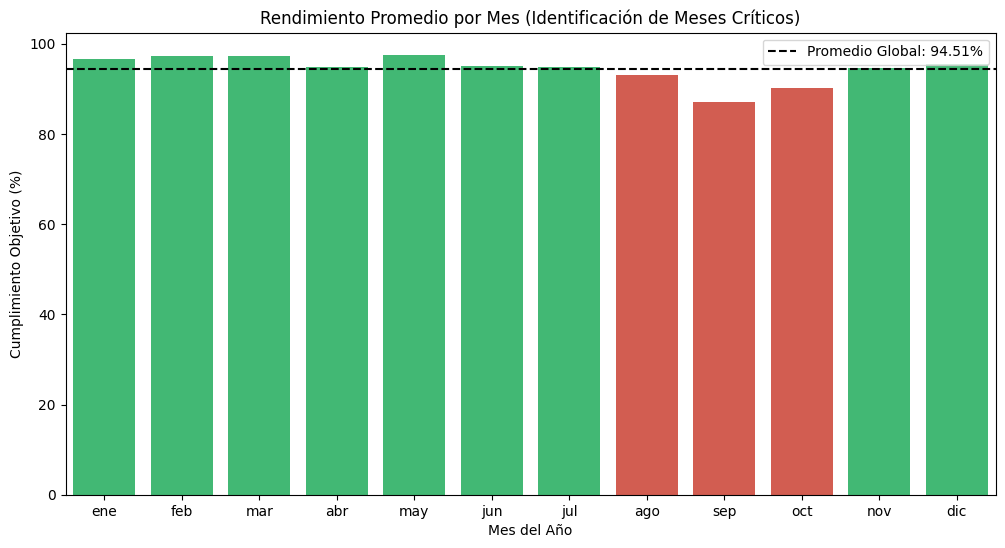 Rendimiento Promedio por Mes (Identificación de Meses Críticos)
Promedio Global: 94.51%
Cumplimiento Objetivo (%)
100
80
60
40
20
0
ene feb mar abr may jun jul ago sep oct nov dic
Mes del Año